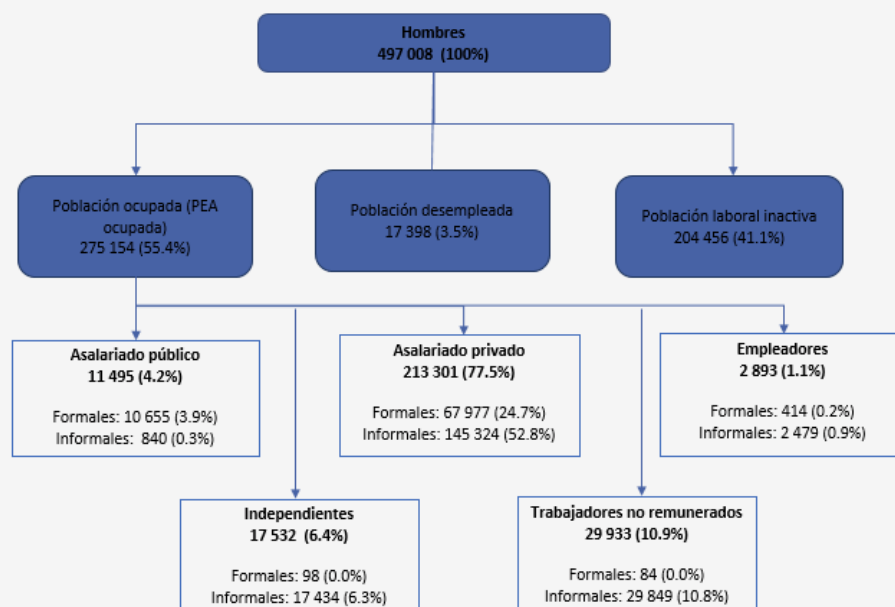 Hombres
497 008 (100%)
Población ocupada (PEA
ocupada)
275 154 (55.4%)
Población desempleada
17 398 (3.5%)
Población laboral inactiva
204 456 (41.1%)
Asalariado público
11 495 (4.2%)
Formales: 10 655 (3.9%)
Informales: 840 (0.3%)
Asalariado privado
213 301 (77.5%)
Formales: 67 977 (24.7%)
Informales: 145 324 (52.8%)
Empleadores
2 893 (1.1%)
Formales: 414 (0.2%)
Informales: 2 479 (0.9%)
Independientes
17 532 (6.4%)
Formales: 98 (0.0%)
Informales: 17 434 (6.3%)
Trabajadores no remunerados
29 933 (10.9%)
Formales: 84 (0.0%)
Informales: 29 849 (10.8%)